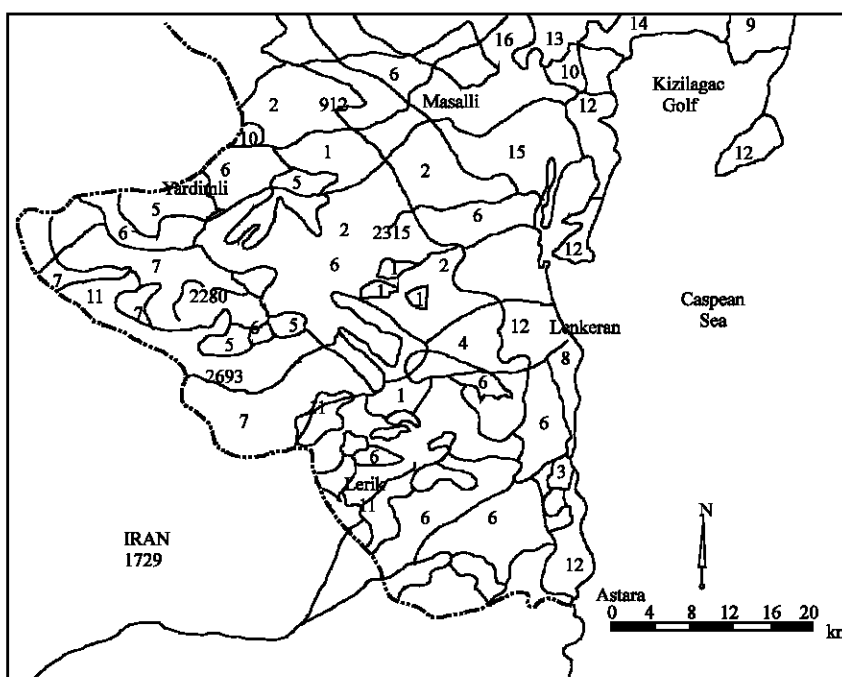 16 13 14 9
6 10 Kizilagac
Golf
2 912 Masalli 12
10 12
1 15
6 5 2
Yardimli
5 6
2
6 2315 12
7 6 1 2
7 11 2280 1 1 Caspean
Sea
7 12 Lenkeran
6 5
5 4 8
2693 6
1
7 11 6
6 3
Lerik
11
6 6
IRAN N
1729 12
Astara
0 4 8 12 16 20
km